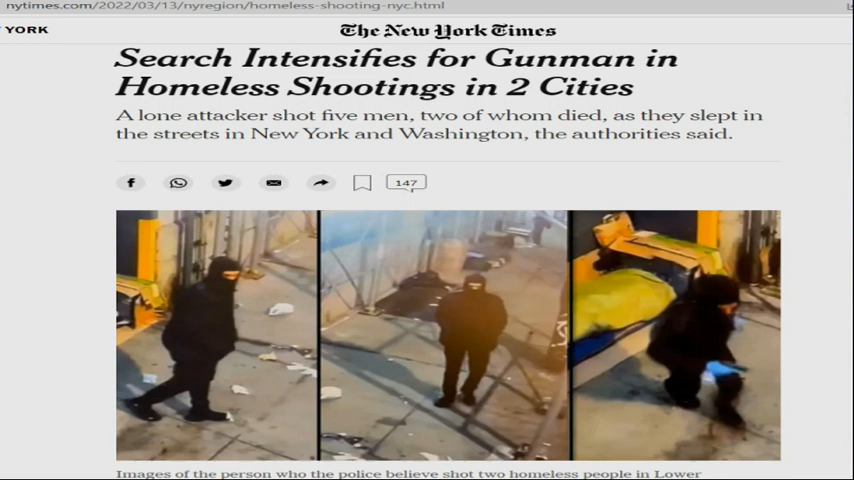 nytimes.com/2022/03/13/nyregion/homeless-shooting-nyc.html
YORK
The New York Times
Search Intensifies for Gunman in
Homeless Shootings in 2 Cities
A lone attacker shot five men, two of whom died, as they slept in
the streets in New York and Washington, the authorities said.
147
Images of the person who the police believe shot two homeless people in Lower